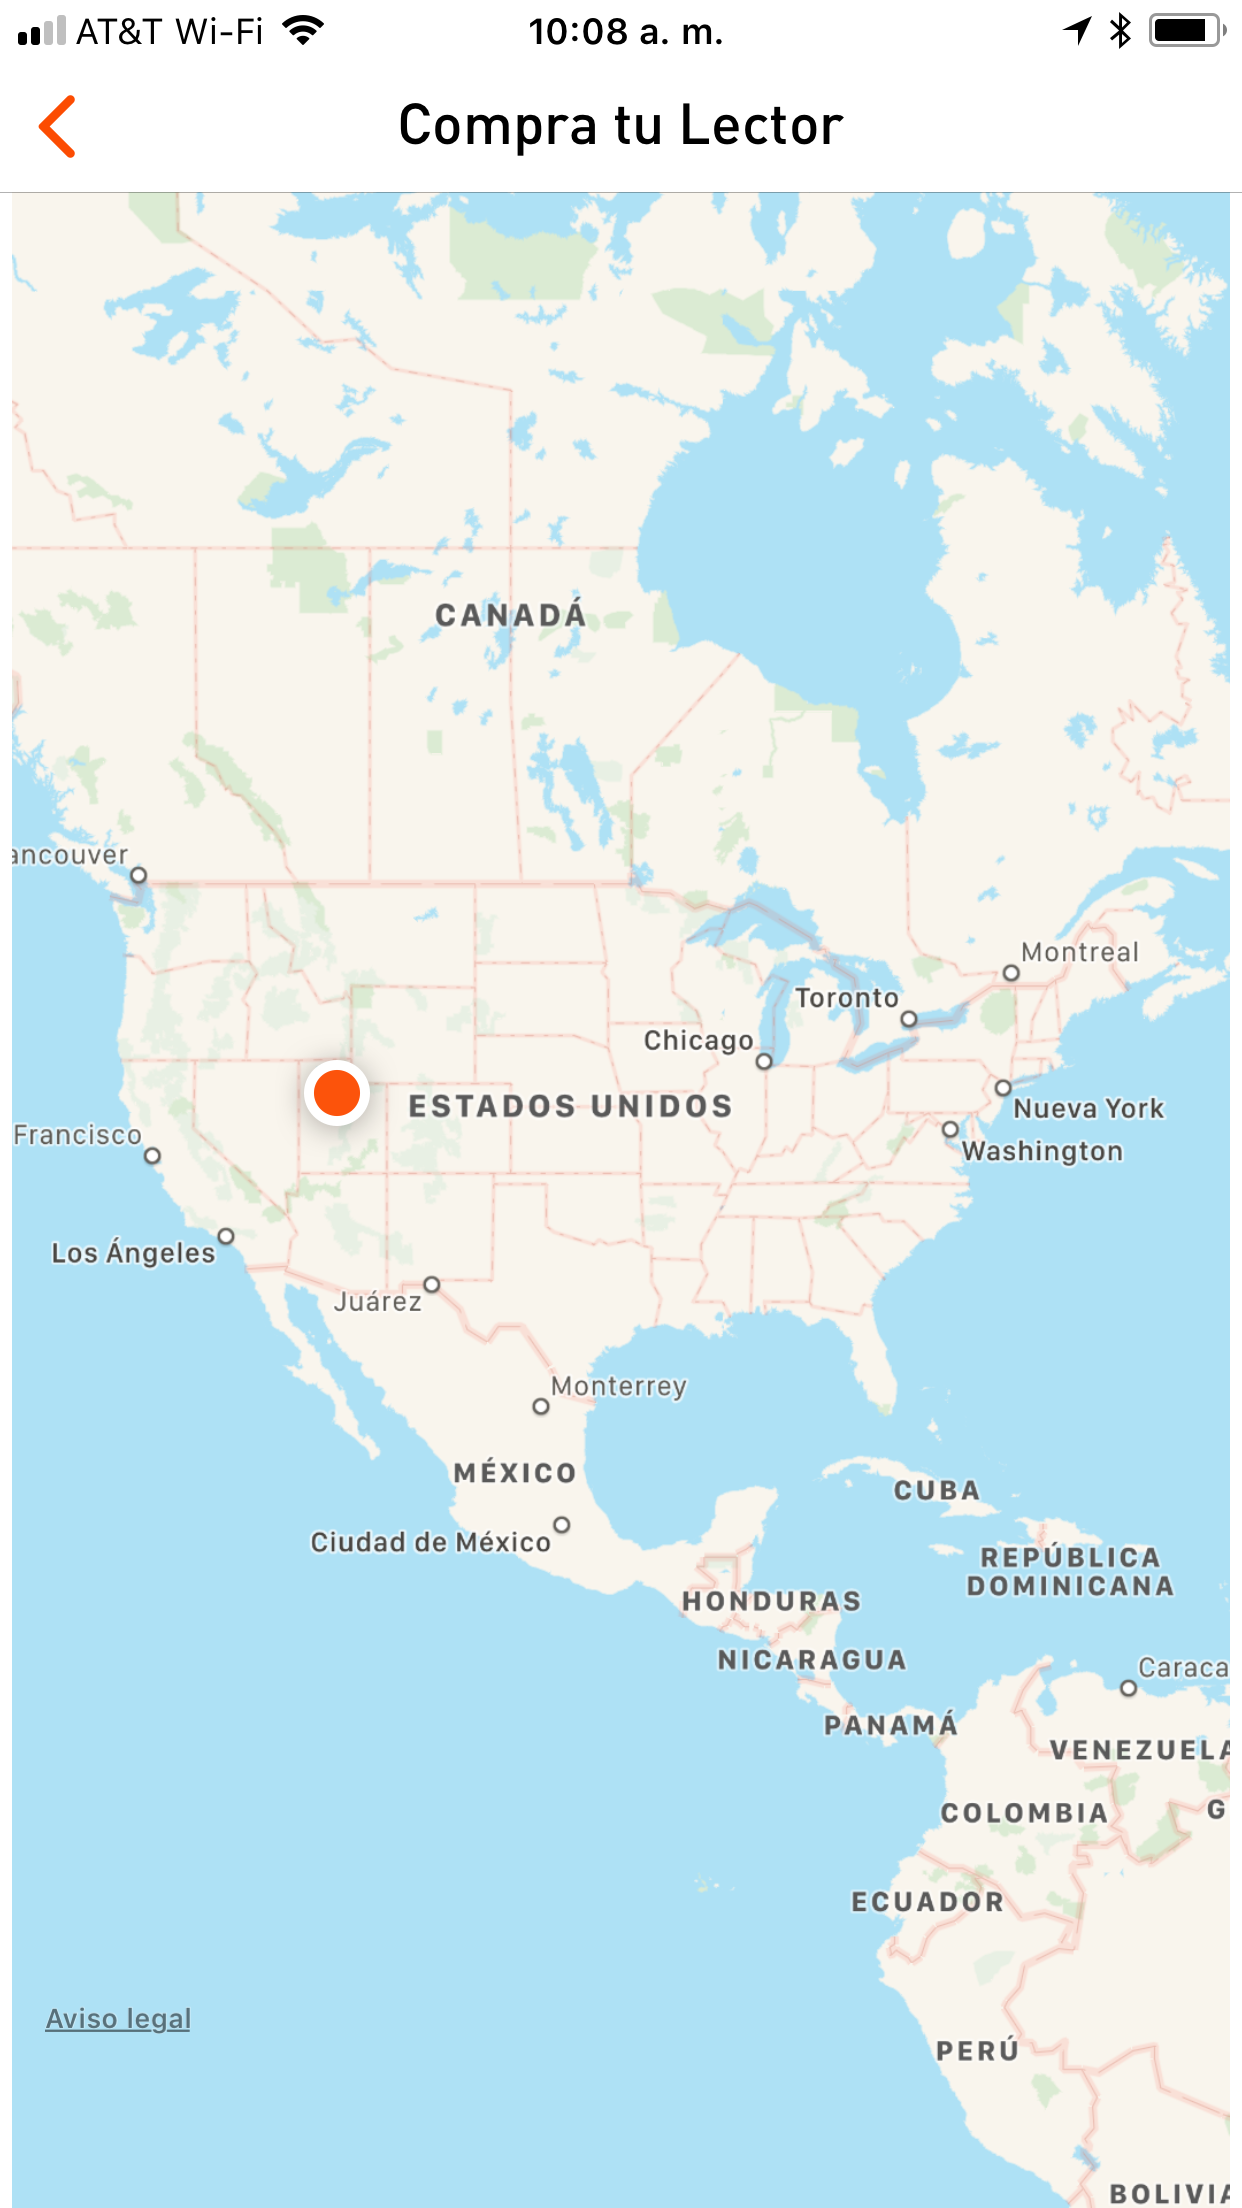 AT&T Wi-Fi 10:08 a. m.
Compra tu Lector
CANADÁ
ancouver
Montreal
Toronto
Chicago
ESTADOS UNIDOS
Nueva York
Francisco
Washington
Los Ángeles
Juárez
Monterrey
MÉXICO
CUBA
Ciudad de México
REPÚBLICA
DOMINICANA
HONDURAS
NICARAGUA
Caraca
PANAMÁ
VENEZUELA
COLOMBIA
G
ECUADOR
Aviso legal
PERÚ
BOLIVIA